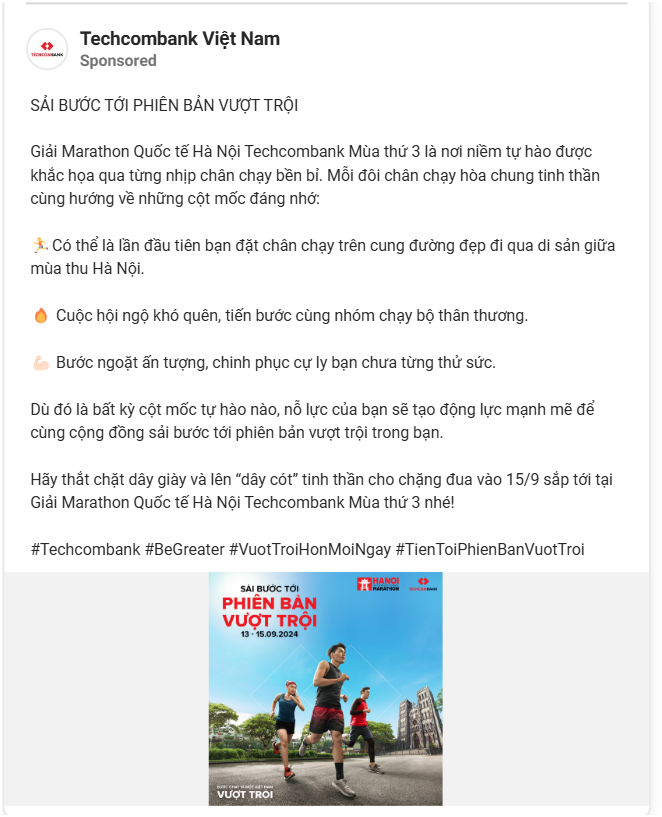 Techcombank Việt Nam
TECHCOMBANK
Sponsored
SẢI BƯỚC TỚI PHIÊN BẢN VƯỢT TRỘI
Giải Marathon Quốc tế Hà Nội Techcombank Mùa thứ 3 là nơi niềm tự hào được
khắc họa qua từng nhịp chân chạy bền bỉ. Mỗi đôi chân chạy hòa chung tinh thần
cùng hướng về những cột mốc đáng nhớ:
🏃Có thể là lần đầu tiên bạn đặt chân chạy trên cung đường đẹp đi qua di sản giữa
mùa thu Hà Nội.
🔥 Cuộc hội ngộ khó quên, tiến bước cùng nhóm chạy bộ thân thương.
💪🏻 Bước ngoặt ấn tượng, chinh phục cự ly bạn chưa từng thử sức.
Dù đó là bất kỳ cột mốc tự hào nào, nỗ lực của bạn sẽ tạo động lực mạnh mẽ để
cùng cộng đồng sải bước tới phiên bản vượt trội trong bạn.
Hãy thắt chặt dây giày và lên “dây cót” tinh thần cho chặng đua vào 15/9 sắp tới tại
Giải Marathon Quốc tế Hà Nội Techcombank Mùa thứ 3 nhé!
#Techcombank #BeGreater #VuotTroiHonMoiNgay #TienToiPhienBanVuotTroi
SẢI BƯỚC TỚI
PHIÊN BẢN
VƯỢT TRỘI
13 - 15.09.2024
HANOI
MARATHON
TECHCOMBANK
VƯỢT TRỘI